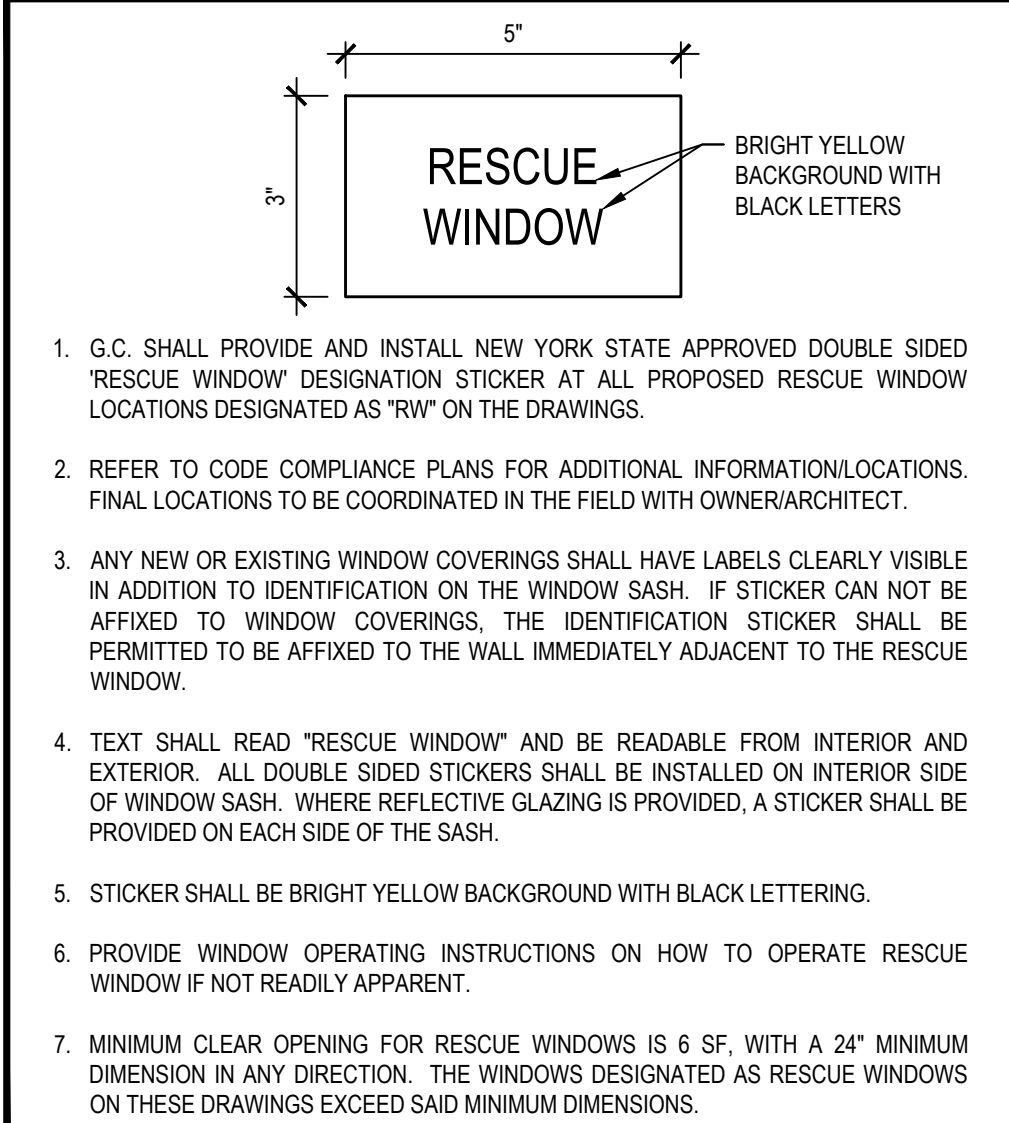 5"
3"
RESCUE
WINDOW
BRIGHT YELLOW
BACKGROUND WITH
BLACK LETTERS
1. G.C. SHALL PROVIDE AND INSTALL NEW YORK STATE APPROVED DOUBLE SIDED
'RESCUE WINDOW' DESIGNATION STICKER AT ALL PROPOSED RESCUE WINDOW
LOCATIONS DESIGNATED AS "RW" ON THE DRAWINGS.
2. REFER TO CODE COMPLIANCE PLANS FOR ADDITIONAL INFORMATION/LOCATIONS.
FINAL LOCATIONS TO BE COORDINATED IN THE FIELD WITH OWNER/ARCHITECT.
3. ANY NEW OR EXISTING WINDOW COVERINGS SHALL HAVE LABELS CLEARLY VISIBLE
IN ADDITION TO IDENTIFICATION ON THE WINDOW SASH. IF STICKER CAN NOT BE
AFFIXED TO WINDOW COVERINGS, THE IDENTIFICATION STICKER SHALL BE
PERMITTED TO BE AFFIXED TO THE WALL IMMEDIATELY ADJACENT TO THE RESCUE
WINDOW.
4. TEXT SHALL READ "RESCUE WINDOW" AND BE READABLE FROM INTERIOR AND
EXTERIOR. ALL DOUBLE SIDED STICKERS SHALL BE INSTALLED ON INTERIOR SIDE
OF WINDOW SASH. WHERE REFLECTIVE GLAZING IS PROVIDED, A STICKER SHALL BE
PROVIDED ON EACH SIDE OF THE SASH.
5. STICKER SHALL BE BRIGHT YELLOW BACKGROUND WITH BLACK LETTERING.
6. PROVIDE WINDOW OPERATING INSTRUCTIONS ON HOW TO OPERATE RESCUE
WINDOW IF NOT READILY APPARENT.
7. MINIMUM CLEAR OPENING FOR RESCUE WINDOWS IS 6 SF, WITH A 24" MINIMUM
DIMENSION IN ANY DIRECTION. THE WINDOWS DESIGNATED AS RESCUE WINDOWS
ON THESE DRAWINGS EXCEED SAID MINIMUM DIMENSIONS.